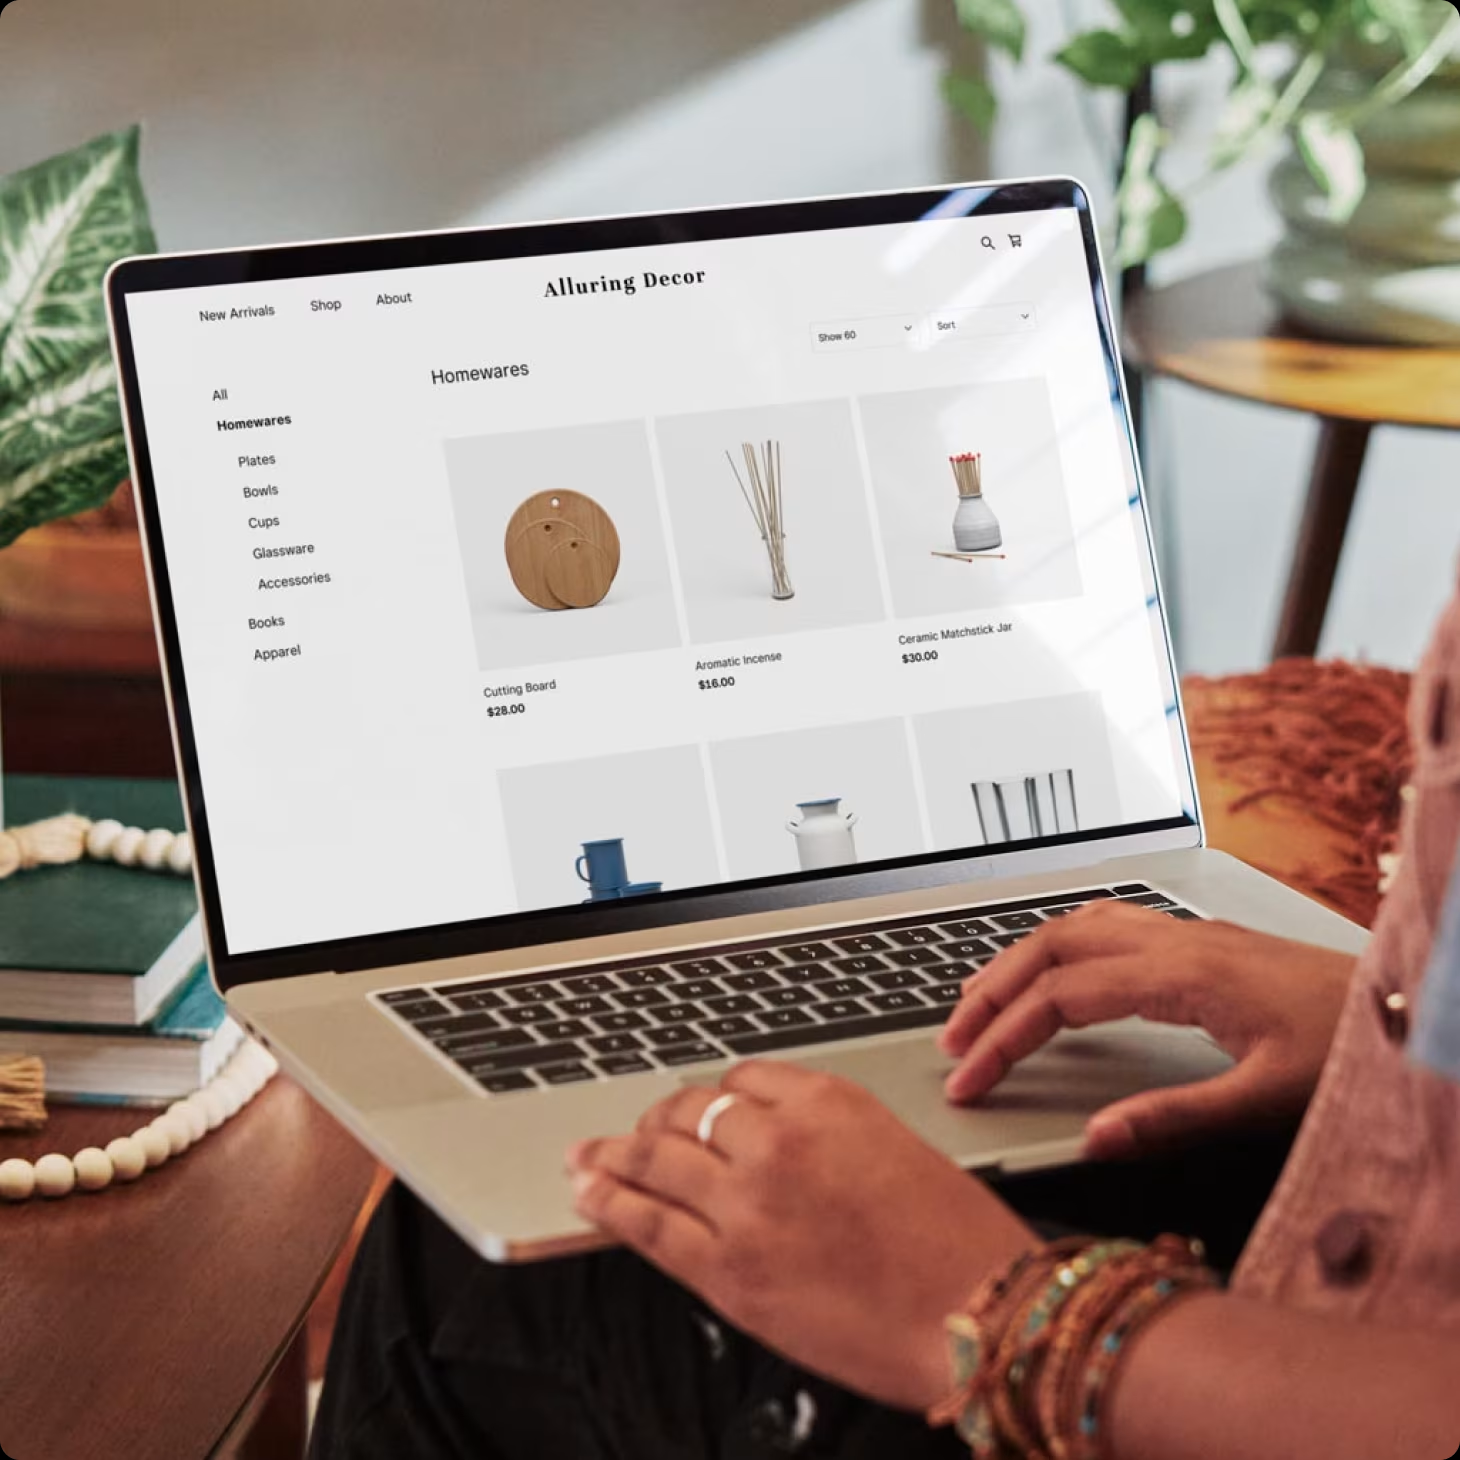 New Arrivals
Shop
About
Alluring Decor
Show 60
Sort
All
Homewares
Plates
Bowls
Cups
Glassware
Accessories
Books
Apparel
Homewares
Cutting Board
$28.00
Aromatic Incense
$16.00
Ceramic Matchstick Jar
$30.00